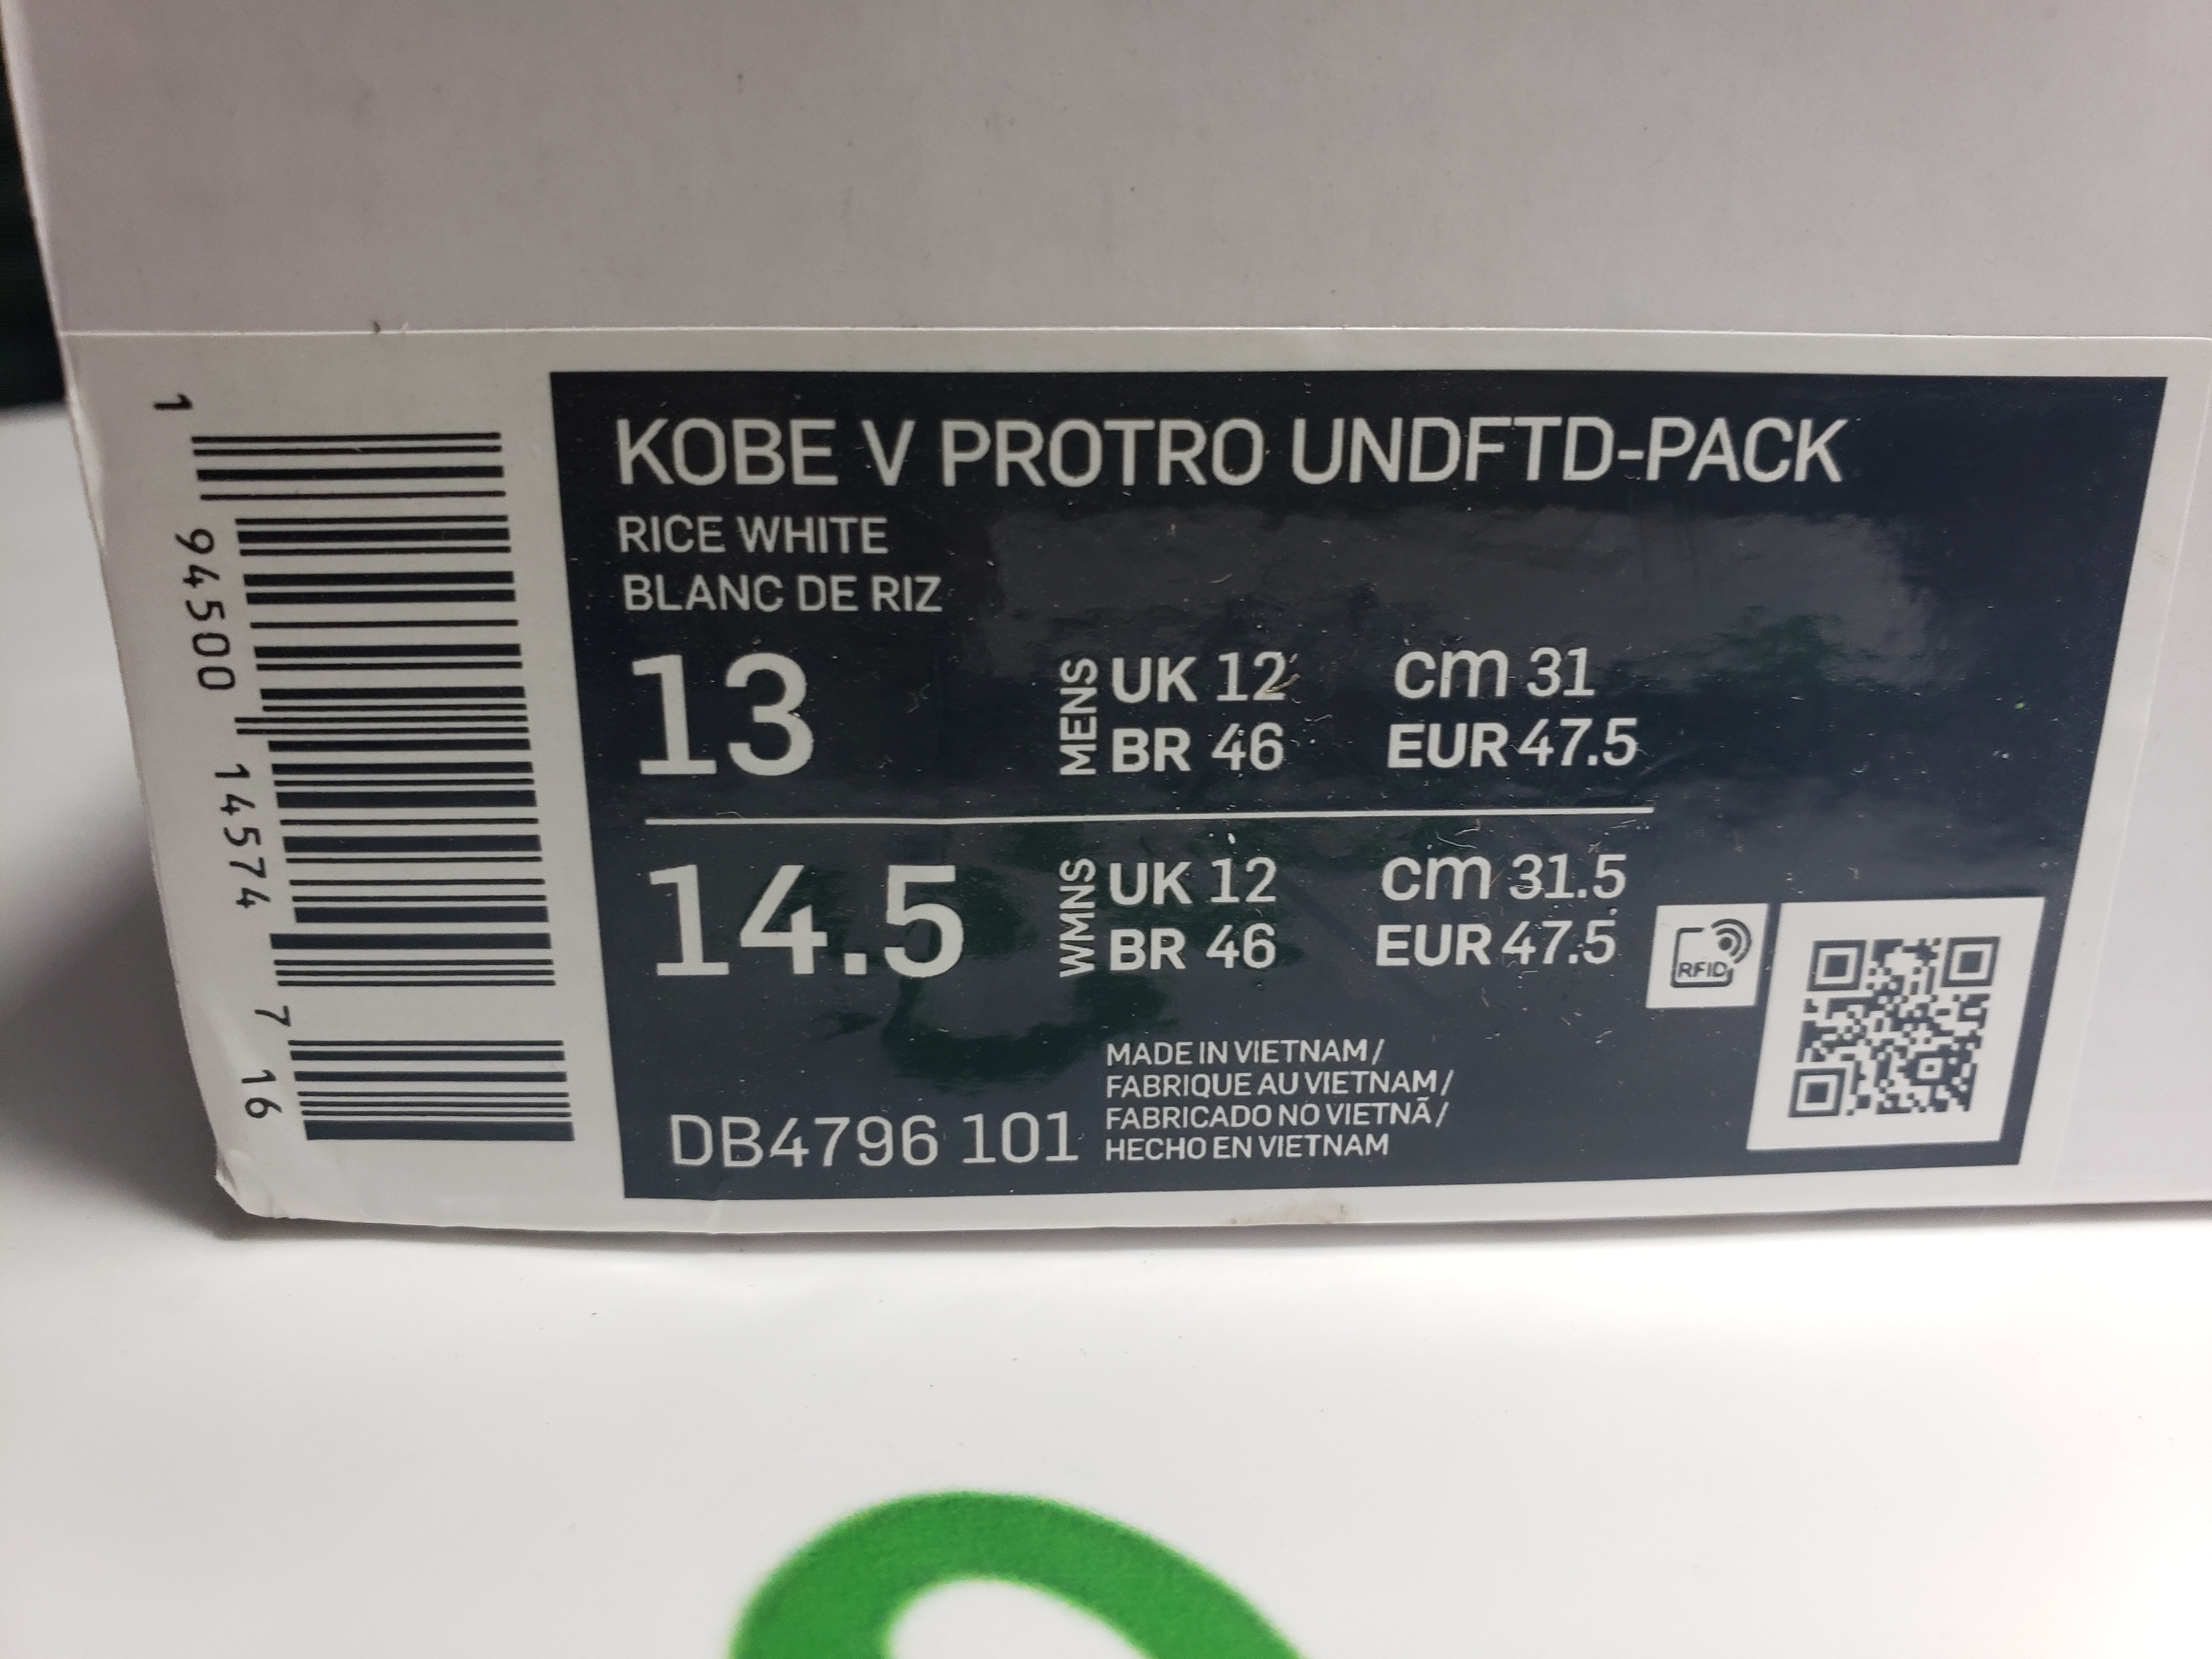 KOBE V PROTRO UNDFTD-PACK
RICE WHITE
BLANC DE RIZ
13
MENS
UK 12
cm 31
BR 46
EUR 47.5
14.5
WMNS
UK 12
cm 31.5
BR 46
EUR 47.5
RFID
MADE IN VIETNAM /
FABRIQUE AU VIETNAM /
FABRICADO NO VIETNÃ /
HECHO EN VIETNAM
DB4796 101
1 94500 14574 7 16